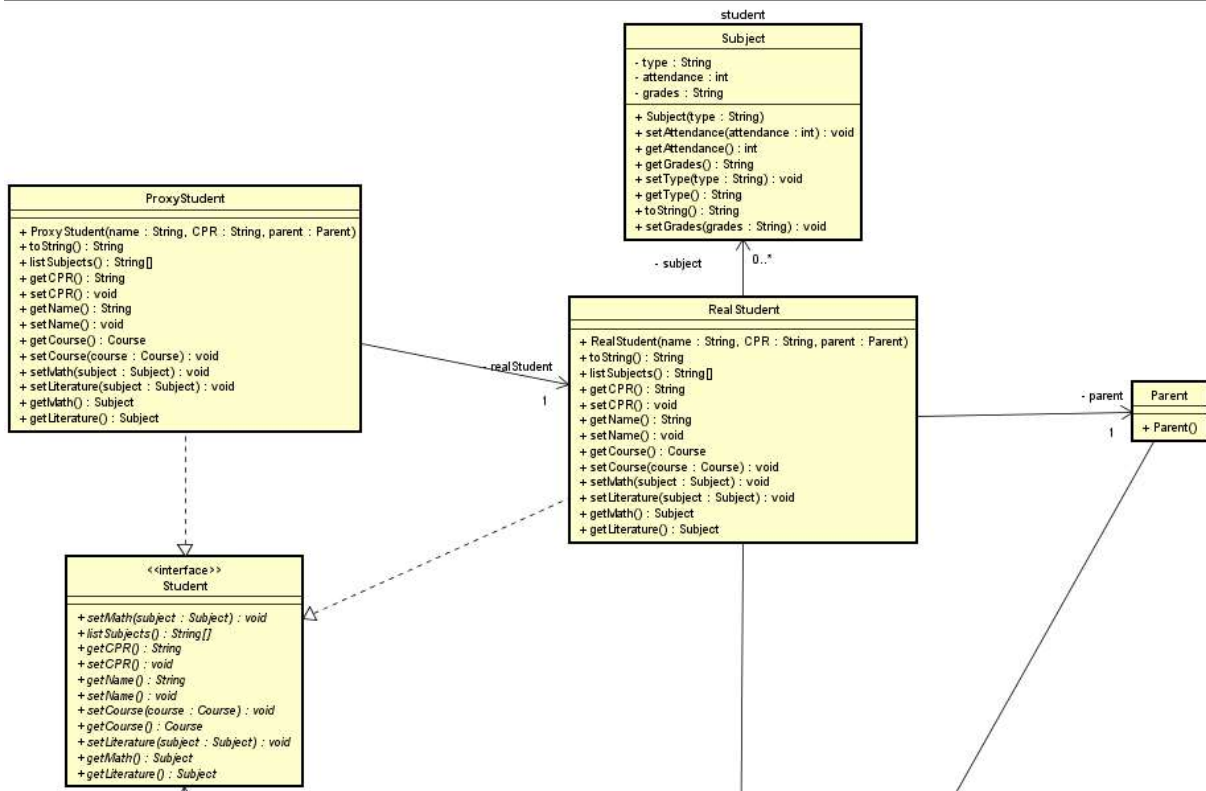 student
Subject
- type : String
- attendance : int
- grades : String
+ Subject(type : String)
+ setAttendance(attendance : int) : void
+ getAttendance() : int
+ getGrades() : String
+ setType(type : String) : void
+ getType() : String
+ toString() : String
+ setGrades(grades : String) : void
ProxyStudent
+ ProxyStudent(name : String, CPR : String, parent : Parent)
+ toString() : String
+ listSubjects() : String[]
+ getCPR() : String
+ setCPR() : void
+ getName() : String
+ setName() : void
+ getCourse() : Course
+ setCourse(course : Course) : void
+ setMath(subject : Subject) : void
+ setLiterature(subject : Subject) : void
+ getMath() : Subject
+ getLiterature() : Subject
- subject
0..*
- realStudent
1
RealStudent
+ RealStudent(name : String, CPR : String, parent : Parent)
+ toString() : String
+ listSubjects() : String[]
+ getCPR() : String
+ setCPR() : void
+ getName() : String
+ setName() : void
+ getCourse() : Course
+ setCourse(course : Course) : void
+ setMath(subject : Subject) : void
+ setLiterature(subject : Subject) : void
+ getMath() : Subject
+ getLiterature() : Subject
- parent
1
Parent
+ Parent()
<<interface>>
Student
+ setMath(subject : Subject) : void
+ listSubjects() : String[]
+ getCPR() : String
+ setCPR() : void
+ getName() : String
+ setName() : void
+ setCourse(course : Course) : void
+ getCourse() : Course
+ setLiterature(subject : Subject) : void
+ getMath() : Subject
+ getLiterature() : Subject